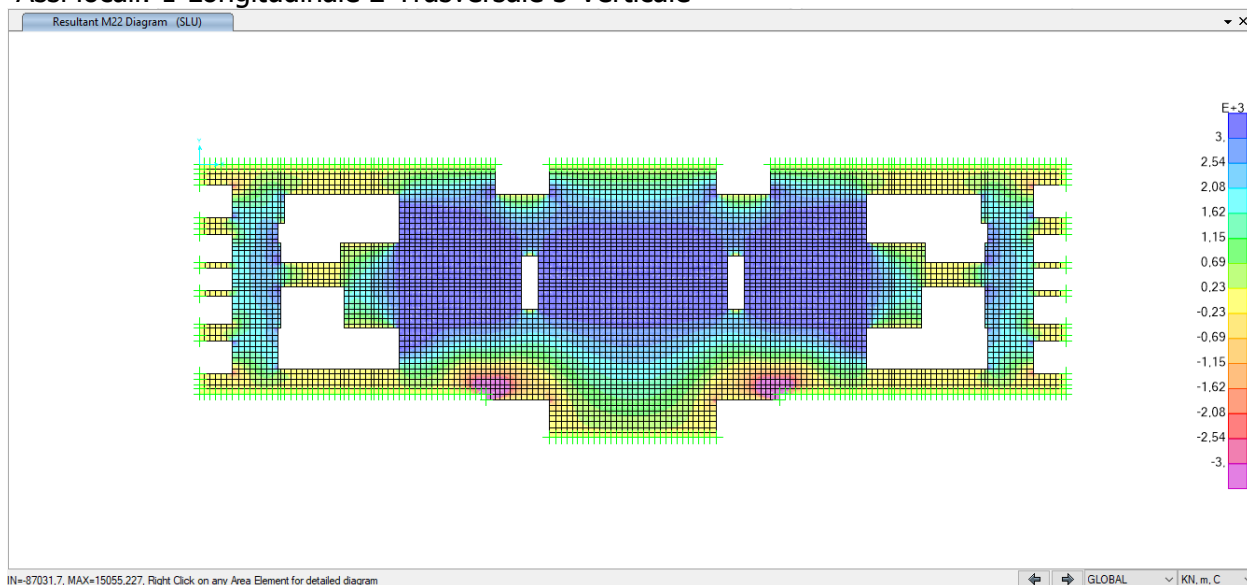 Assi locali: 1-Longitudinale 2-Trasversale 3-Verticale
Resultant M22 Diagram (SLU)
E+3
3,
2.54
2.08
1.62
1.15
0.69
0.23
-0.23
-0.69
-1.15
-1.62
-2.08
-2.54
-3,
IN=-87031,7, MAX=15055,227, Right Click on any Area Element for detailed diagram
GLOBAL
KN, m, C